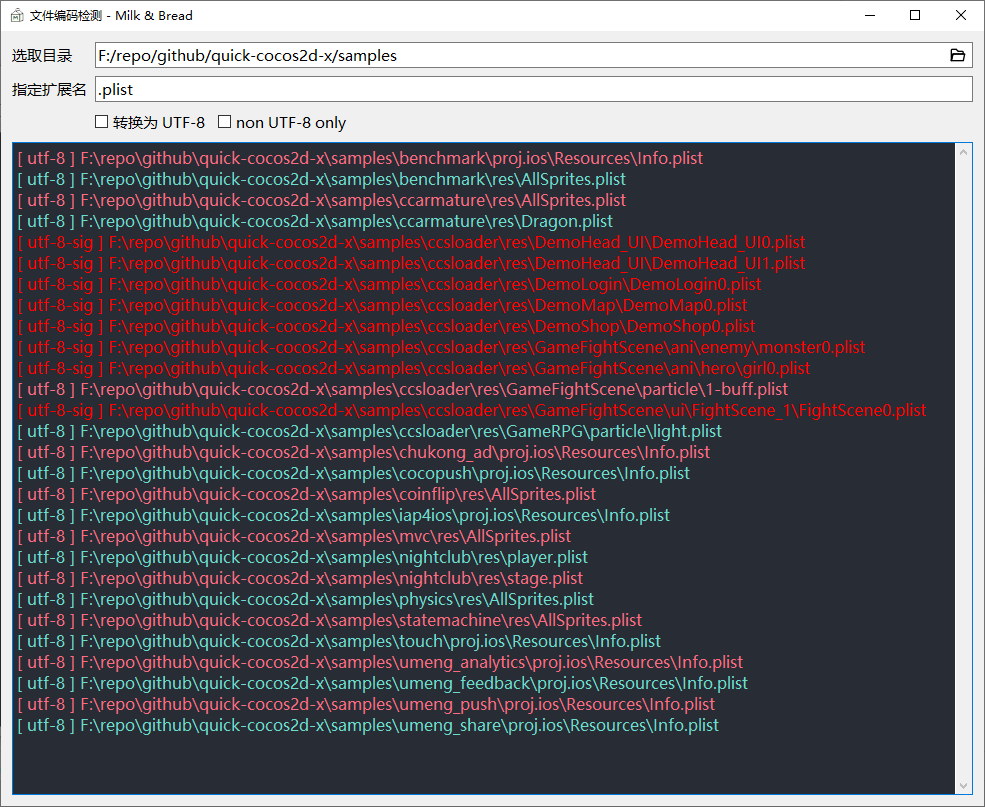 文件编码检测 - Milk & Bread
选取目录 F:/repo/github/quick-cocos2d-x/samples
指定扩展名 .plist
转换为 UTF-8 non UTF-8 only
[ utf-8 ] F:\repo\github\quick-cocos2d-x\samples\benchmark\proj.ios\Resources\Info.plist
[ utf-8 ] F:\repo\github\quick-cocos2d-x\samples\benchmark\res\AllSprites.plist
[ utf-8 ] F:\repo\github\quick-cocos2d-x\samples\ccarmature\res\AllSprites.plist
[ utf-8 ] F:\repo\github\quick-cocos2d-x\samples\ccarmature\res\Dragon.plist
[ utf-8-sig ] F:\repo\github\quick-cocos2d-x\samples\ccsloader\res\DemoHead_UI\DemoHead_UI0.plist
[ utf-8-sig ] F:\repo\github\quick-cocos2d-x\samples\ccsloader\res\DemoHead_UI\DemoHead_UI1.plist
[ utf-8-sig ] F:\repo\github\quick-cocos2d-x\samples\ccsloader\res\DemoLogin\DemoLogin0.plist
[ utf-8-sig ] F:\repo\github\quick-cocos2d-x\samples\ccsloader\res\DemoMap\DemoMap0.plist
[ utf-8-sig ] F:\repo\github\quick-cocos2d-x\samples\ccsloader\res\DemoShop\DemoShop0.plist
[ utf-8-sig ] F:\repo\github\quick-cocos2d-x\samples\ccsloader\res\GameFightScene\ani\enemy\monster0.plist
[ utf-8-sig ] F:\repo\github\quick-cocos2d-x\samples\ccsloader\res\GameFightScene\ani\hero\girl0.plist
[ utf-8 ] F:\repo\github\quick-cocos2d-x\samples\ccsloader\res\GameFightScene\particle\1-buff.plist
[ utf-8-sig ] F:\repo\github\quick-cocos2d-x\samples\ccsloader\res\GameFightScene\ui\FightScene_1\FightScene0.plist
[ utf-8 ] F:\repo\github\quick-cocos2d-x\samples\ccsloader\res\GameRPG\particle\light.plist
[ utf-8 ] F:\repo\github\quick-cocos2d-x\samples\chukong_ad\proj.ios\Resources\Info.plist
[ utf-8 ] F:\repo\github\quick-cocos2d-x\samples\cocopush\proj.ios\Resources\Info.plist
[ utf-8 ] F:\repo\github\quick-cocos2d-x\samples\coinflip\res\AllSprites.plist
[ utf-8 ] F:\repo\github\quick-cocos2d-x\samples\iap4ios\proj.ios\Resources\Info.plist
[ utf-8 ] F:\repo\github\quick-cocos2d-x\samples\mvc\res\AllSprites.plist
[ utf-8 ] F:\repo\github\quick-cocos2d-x\samples\nightclub\res\player.plist
[ utf-8 ] F:\repo\github\quick-cocos2d-x\samples\nightclub\res\stage.plist
[ utf-8 ] F:\repo\github\quick-cocos2d-x\samples\physics\res\AllSprites.plist
[ utf-8 ] F:\repo\github\quick-cocos2d-x\samples\statemachine\res\AllSprites.plist
[ utf-8 ] F:\repo\github\quick-cocos2d-x\samples\touch\proj.ios\Resources\Info.plist
[ utf-8 ] F:\repo\github\quick-cocos2d-x\samples\umeng_analytics\proj.ios\Resources\Info.plist
[ utf-8 ] F:\repo\github\quick-cocos2d-x\samples\umeng_feedback\proj.ios\Resources\Info.plist
[ utf-8 ] F:\repo\github\quick-cocos2d-x\samples\umeng_push\proj.ios\Resources\Info.plist
[ utf-8 ] F:\repo\github\quick-cocos2d-x\samples\umeng_share\proj.ios\Resources\Info.plist